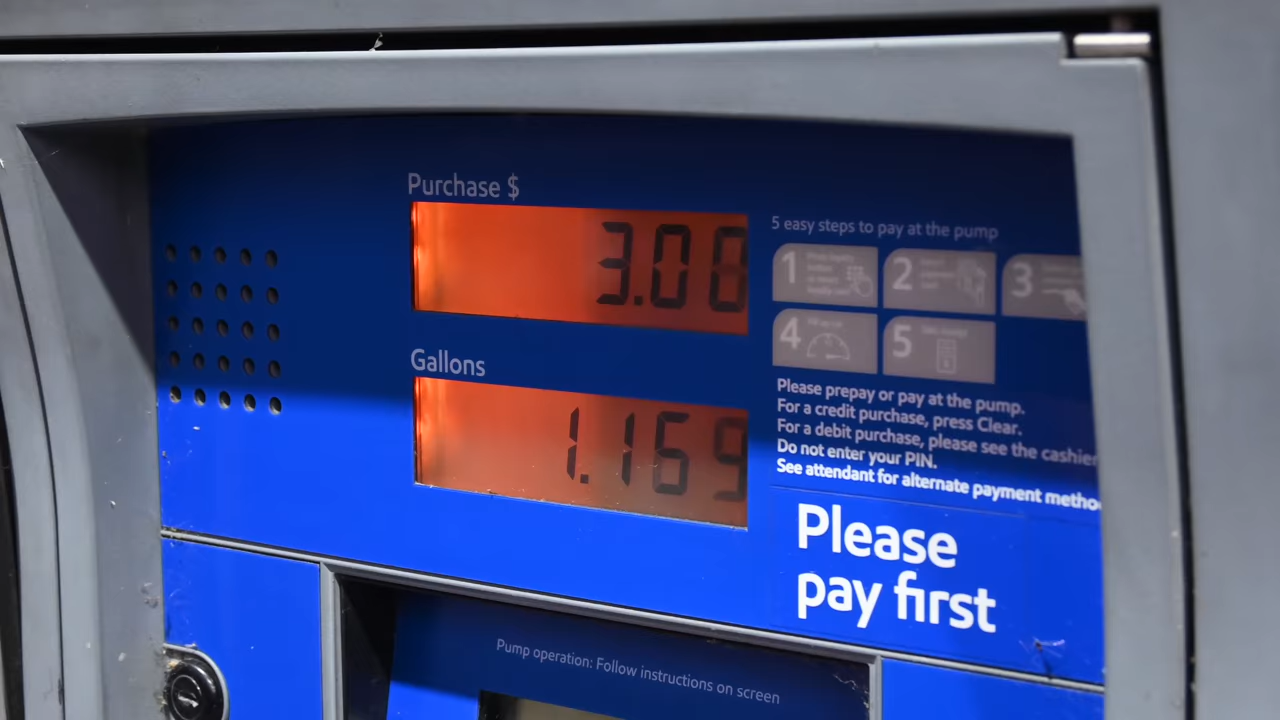 Purchase $
3.00
Gallons
1.169
5 easy steps to pay at the pump
1
2
3
4
5
Please prepay or pay at the pump.
For a credit purchase, press Clear.
For a debit purchase, please see the cashier
Do not enter your PIN.
See attendant for alternate payment metho
Please
pay first
Pump operation: Follow instructions on screen